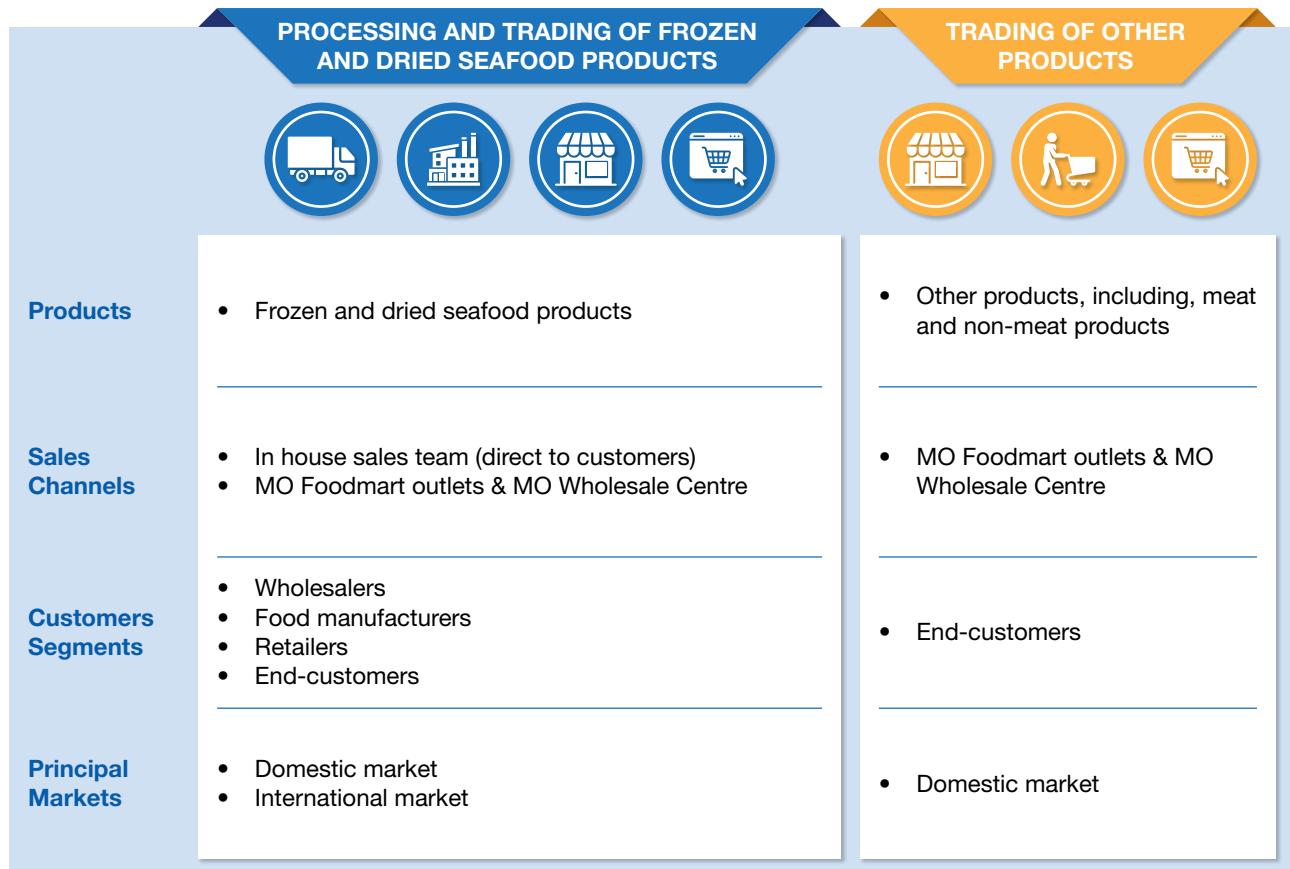 PROCESSING AND TRADING OF FROZEN
AND DRIED SEAFOOD PRODUCTS
TRADING OF OTHER
PRODUCTS
Products
• Frozen and dried seafood products
• Other products, including, meat
and non-meat products
Sales
Channels
• In house sales team (direct to customers)
• MO Foodmart outlets & MO Wholesale Centre
• MO Foodmart outlets & MO
Wholesale Centre
Customers
Segments
• Wholesalers
• Food manufacturers
• Retailers
• End-customers
• End-customers
Principal
Markets
• Domestic market
• International market
• Domestic market